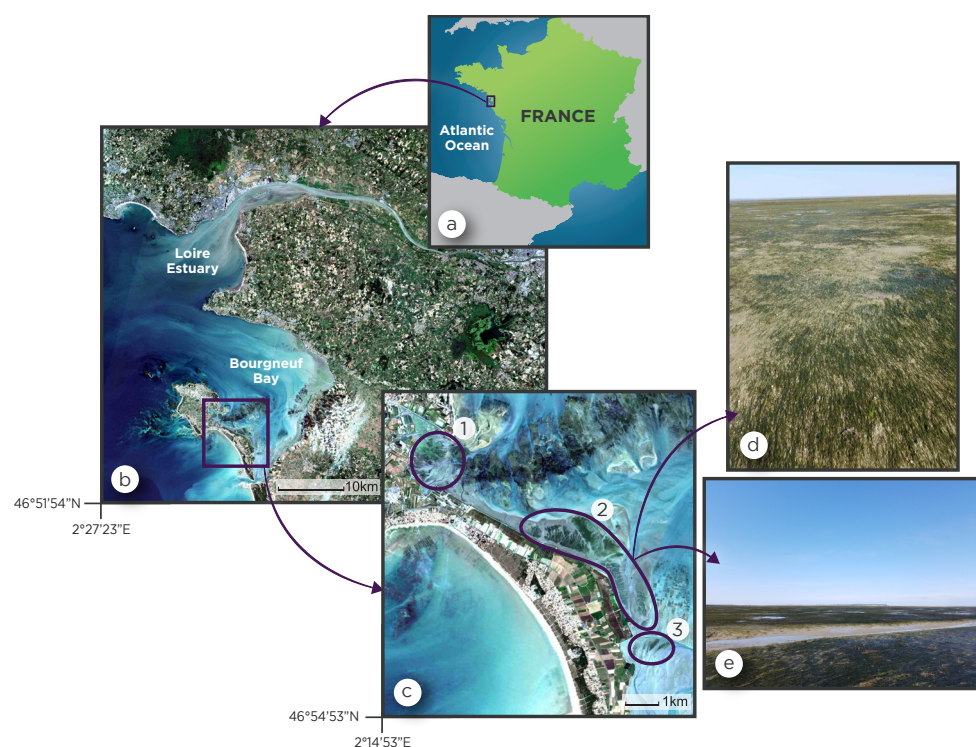 FRANCE
Atlantic
Ocean
a
Loire
Estuary
Bourgneuf
Bay
b
10km
46°51’54”N
2°27’23”E
1
2
3
c
1km
46°54’53”N
2°14’53”E
d
e